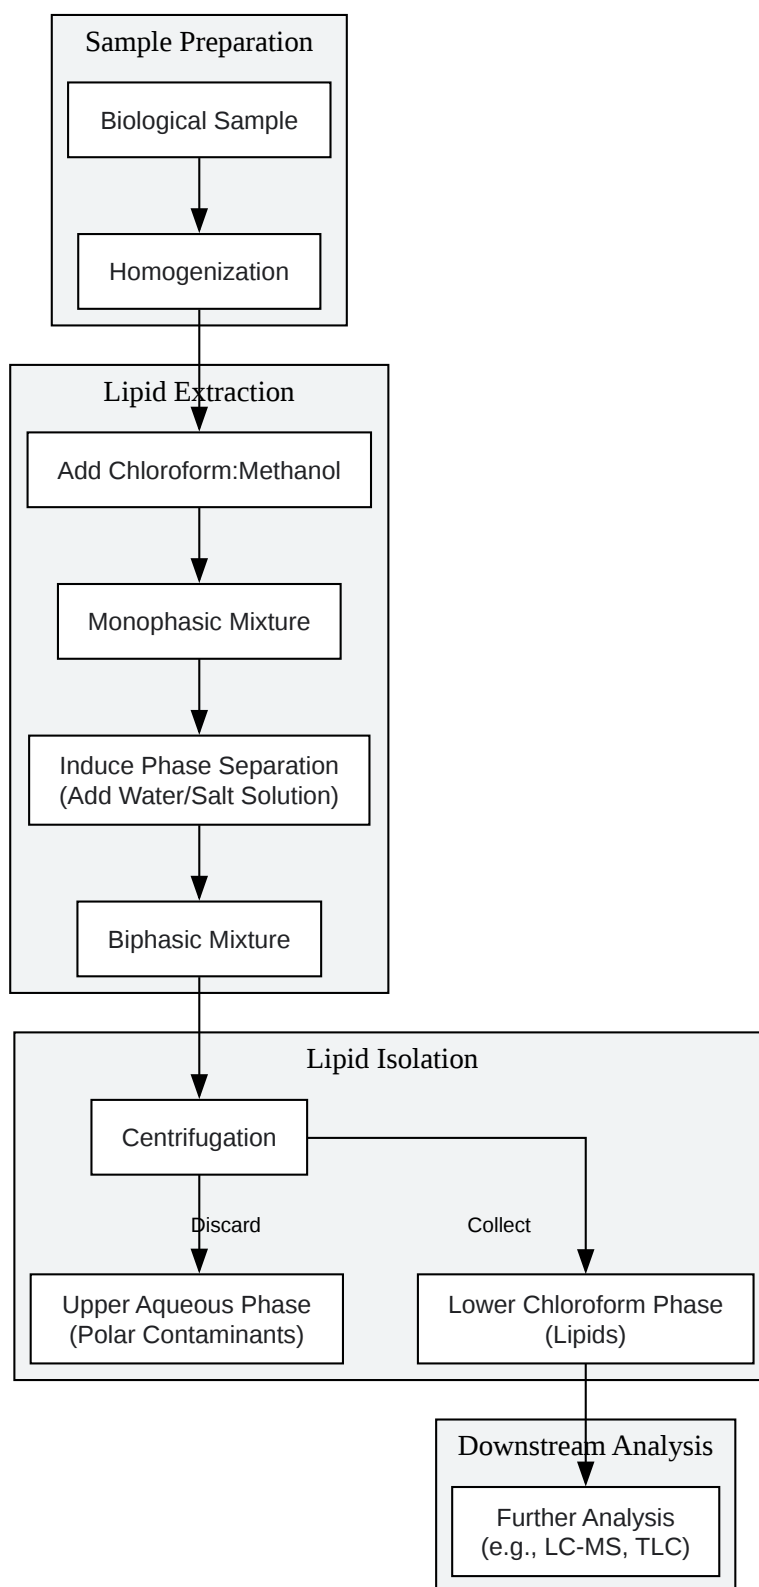 Sample Preparation
Biological Sample
Homogenization
Lipid Extraction
Add Chloroform:Methanol
Monophasic Mixture
Induce Phase Separation
(Add Water/Salt Solution)
Biphasic Mixture
Lipid Isolation
Centrifugation
Discard
Collect
Upper Aqueous Phase
(Polar Contaminants)
Lower Chloroform Phase
(Lipids)
Downstream Analysis
Further Analysis
(e.g., LC-MS, TLC)